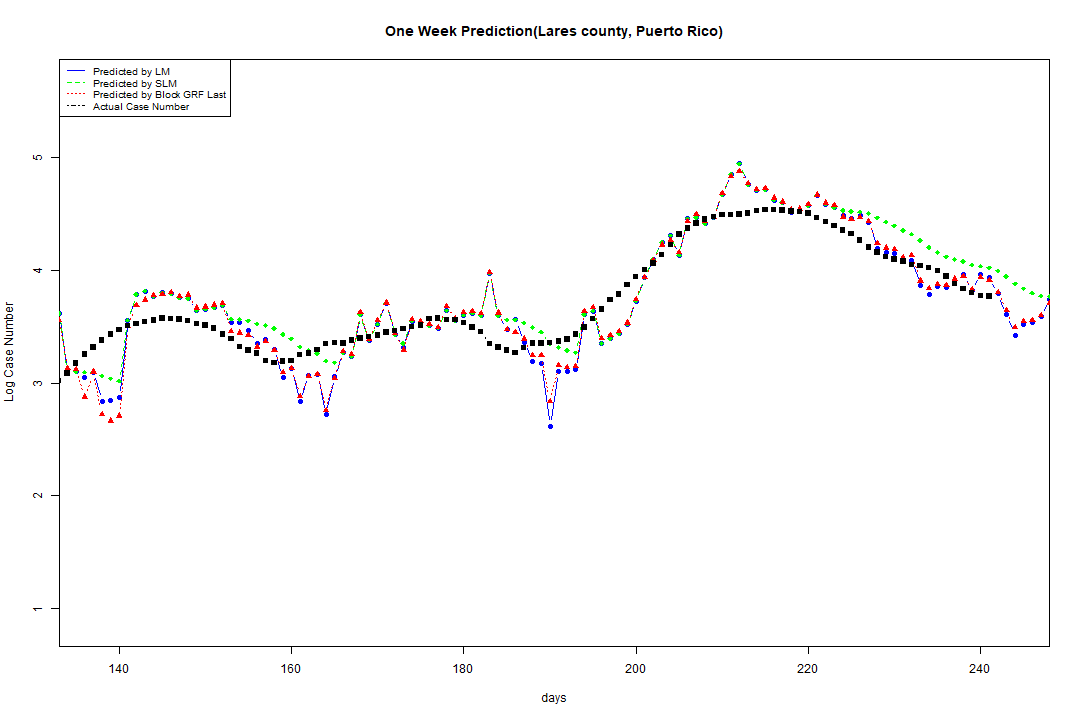 One Week Prediction(Lares county, Puerto Rico)
Predicted by LM
Predicted by SLM
Predicted by Block GRF Last
Actual Case Number
5
4
3
2
1
Log Case Number
140 160 180 200 220 240
days